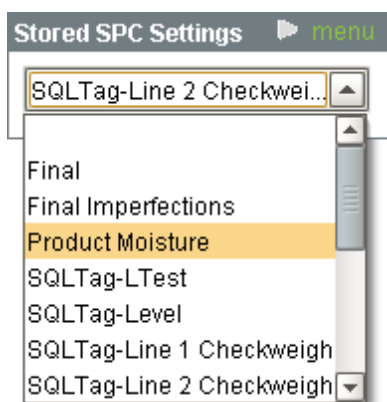 Stored SPC Settings menu
SQLTag-Line 2 Checkwei...
Final
Final Imperfections
Product Moisture
SQLTag-LTest
SQLTag-Level
SQLTag-Line 1 Checkweigh
SQLTag-Line 2 Checkweigh